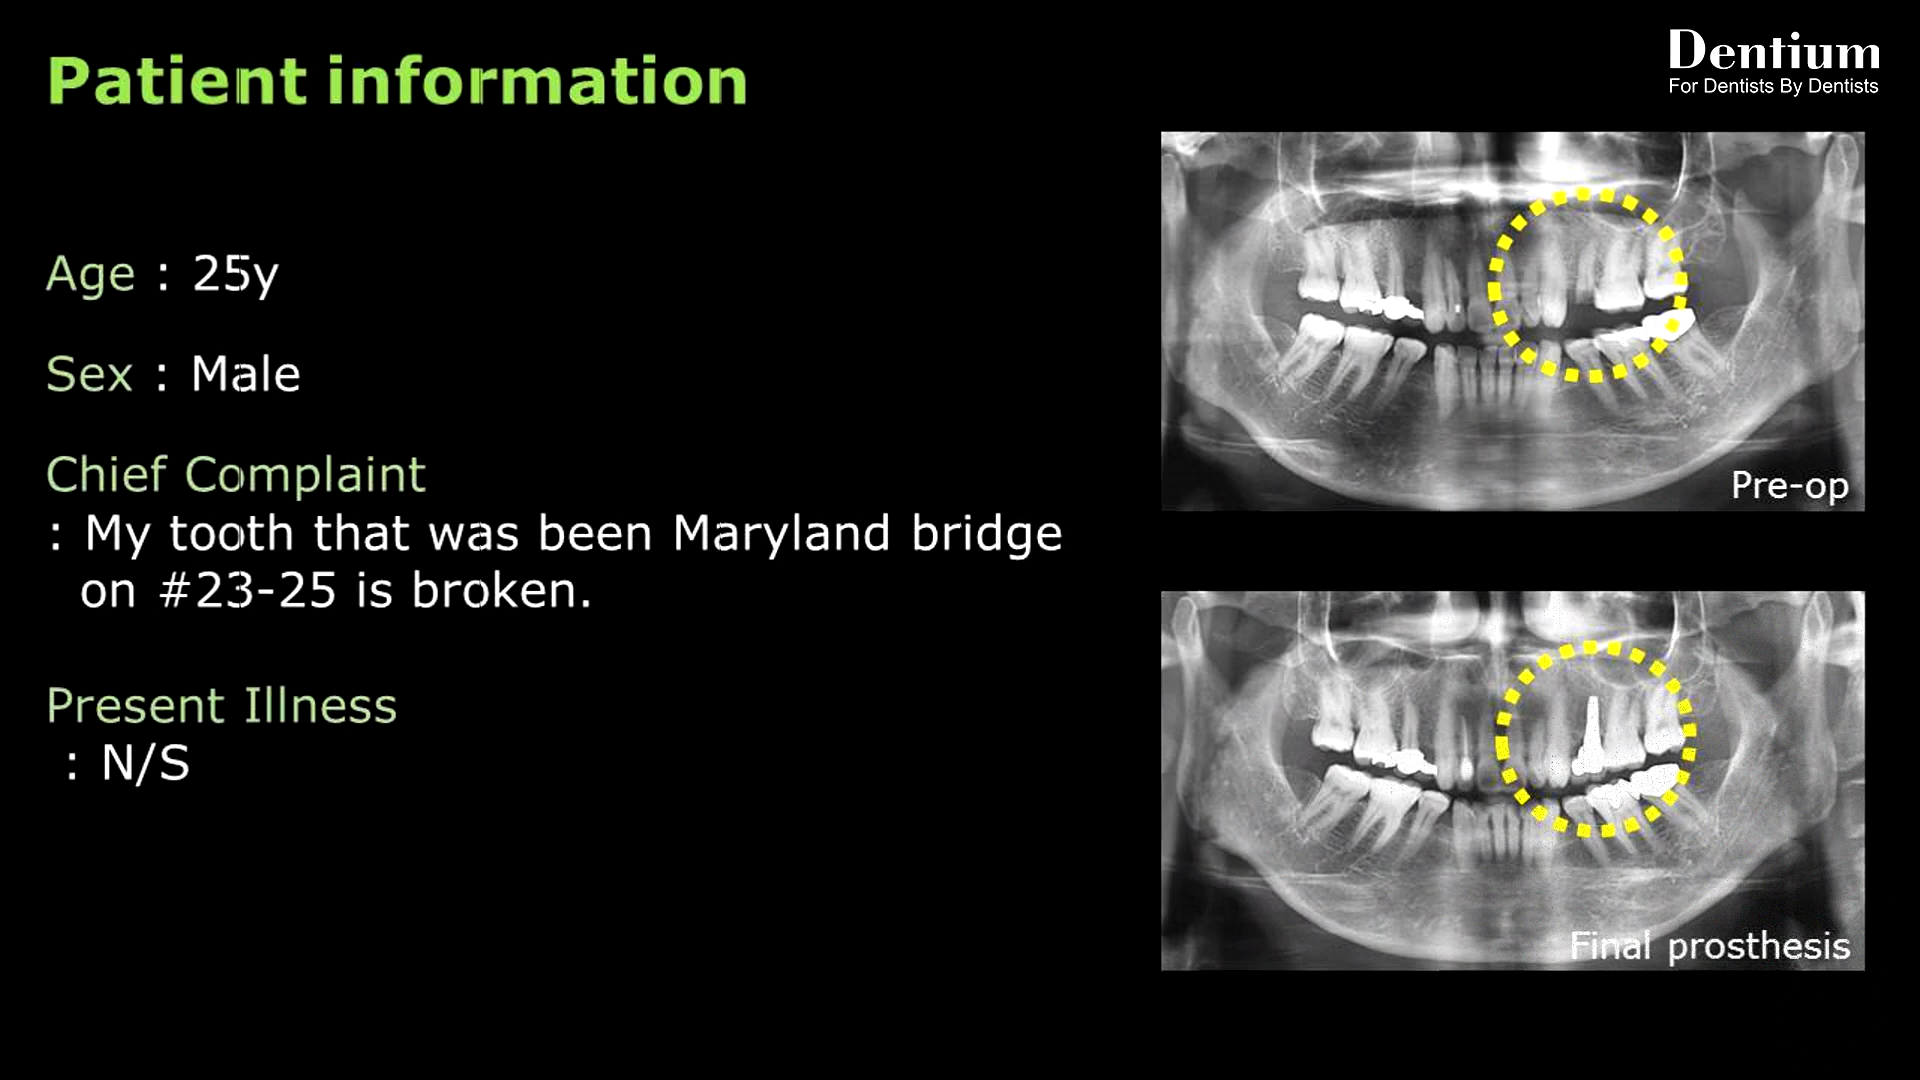 Patient information
Dentium
For Dentists By Dentists
Age : 25y
Sex : Male
Chief Complaint
: My tooth that was been Maryland bridge
on #23-25 is broken.
Present Illness
: N/S
Pre-op
Final prosthesis